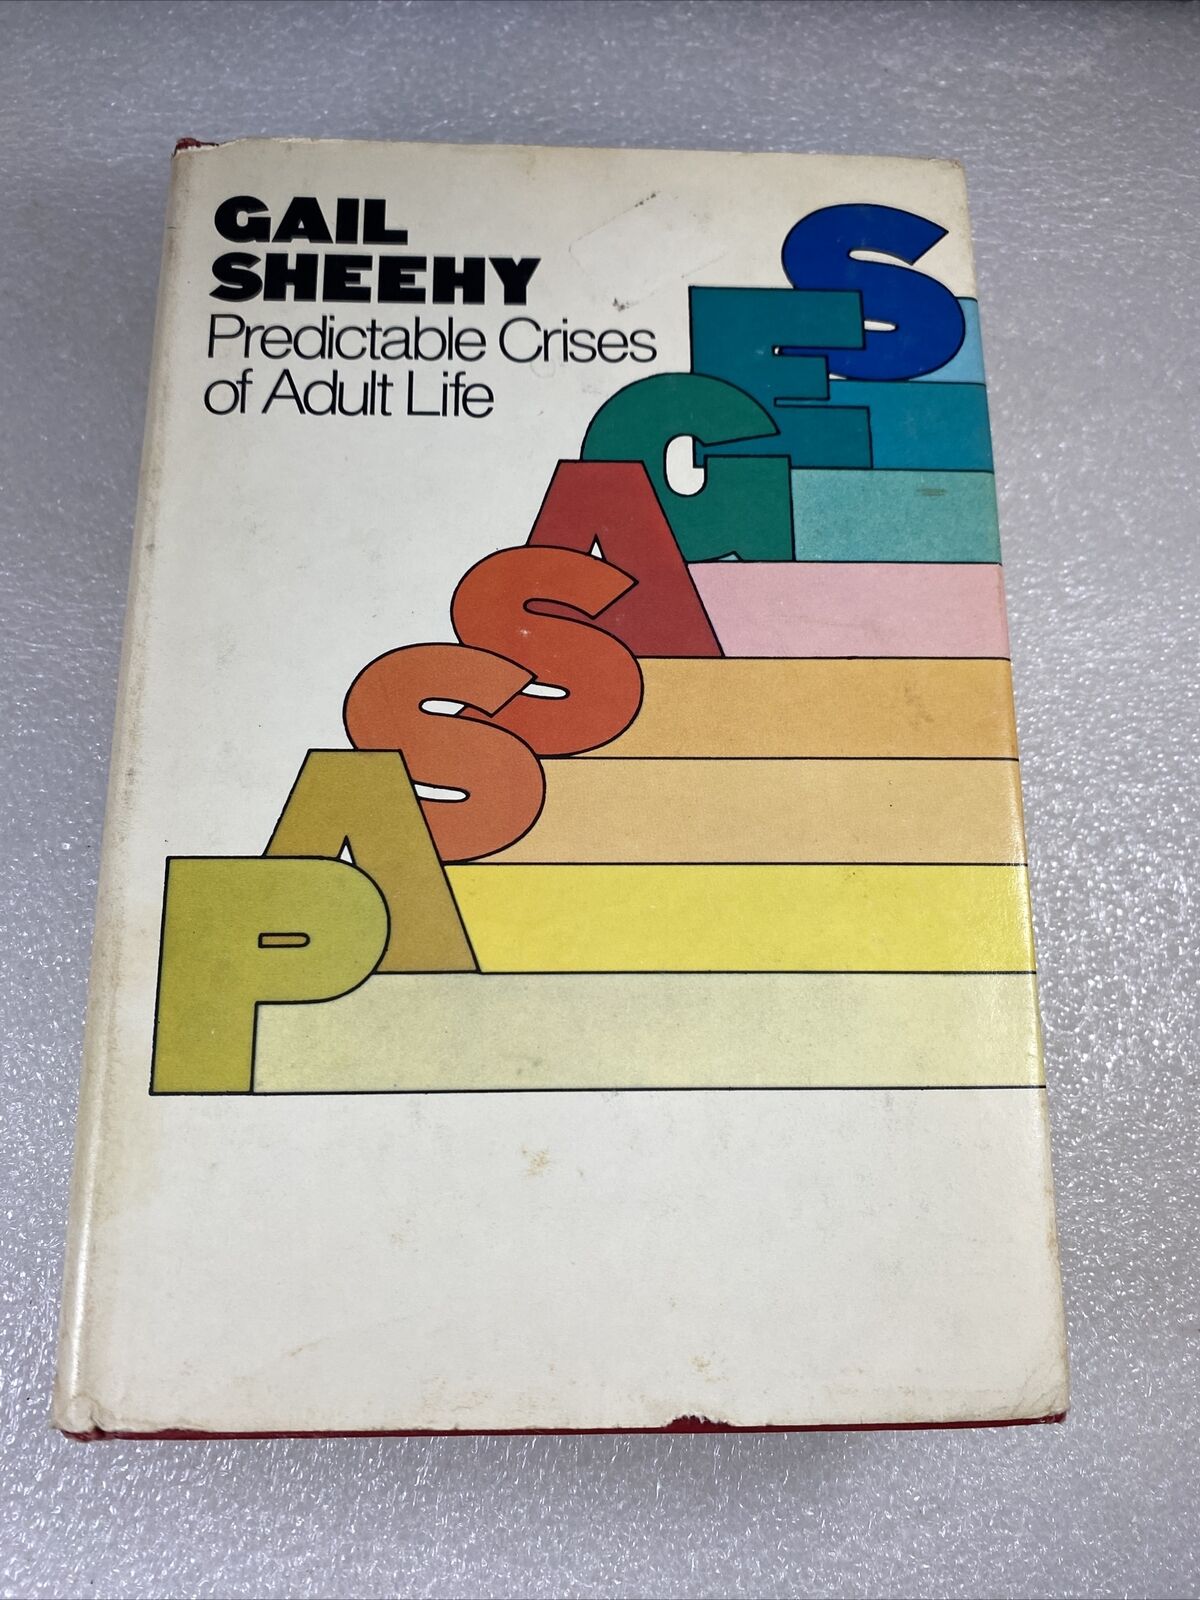 GAIL
SHEEHY
Predictable Crises
of Adult Life
PASSAGES